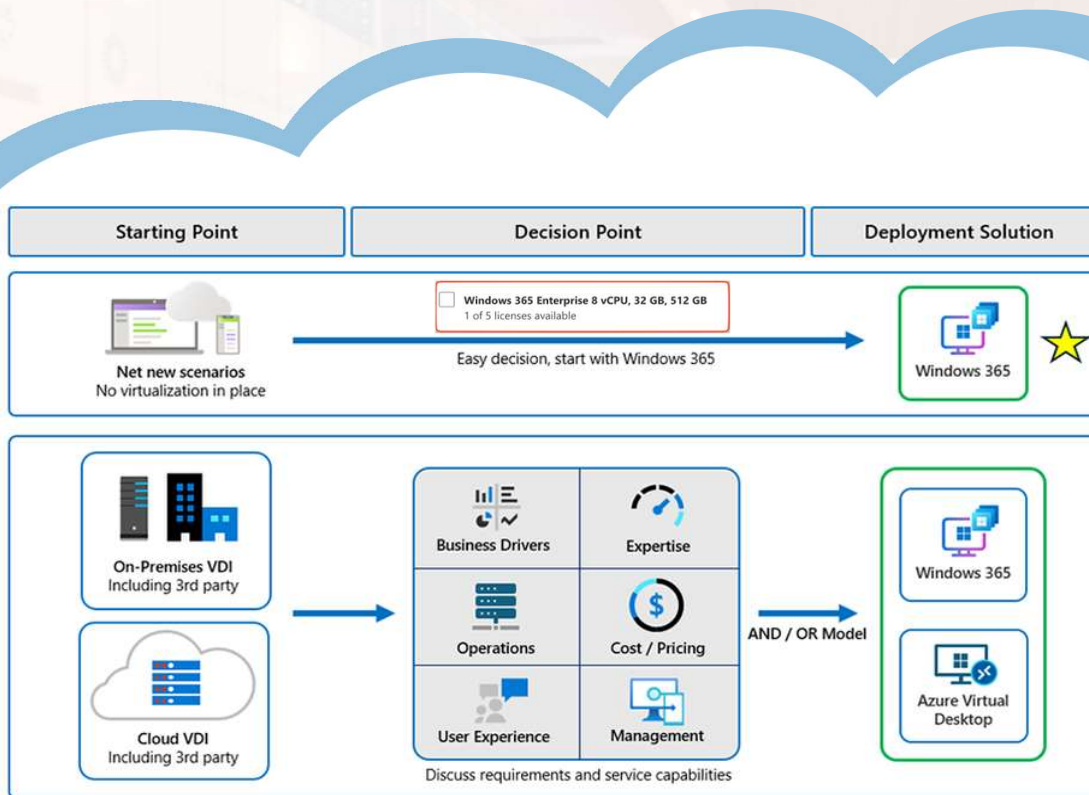 Starting Point
Decision Point
Deployment Solution
Windows 365 Enterprise 8 vCPU, 32 GB, 512 GB
1 of 5 licenses available
Net new scenarios
No virtualization in place
Easy decision, start with Windows 365
Windows 365
On-Premises VDI
Including 3rd party
Cloud VDI
Including 3rd party
Business Drivers
Expertise
Operations
Cost / Pricing
User Experience
Management
Discuss requirements and service capabilities
AND / OR Model
Windows 365
Azure Virtual
Desktop